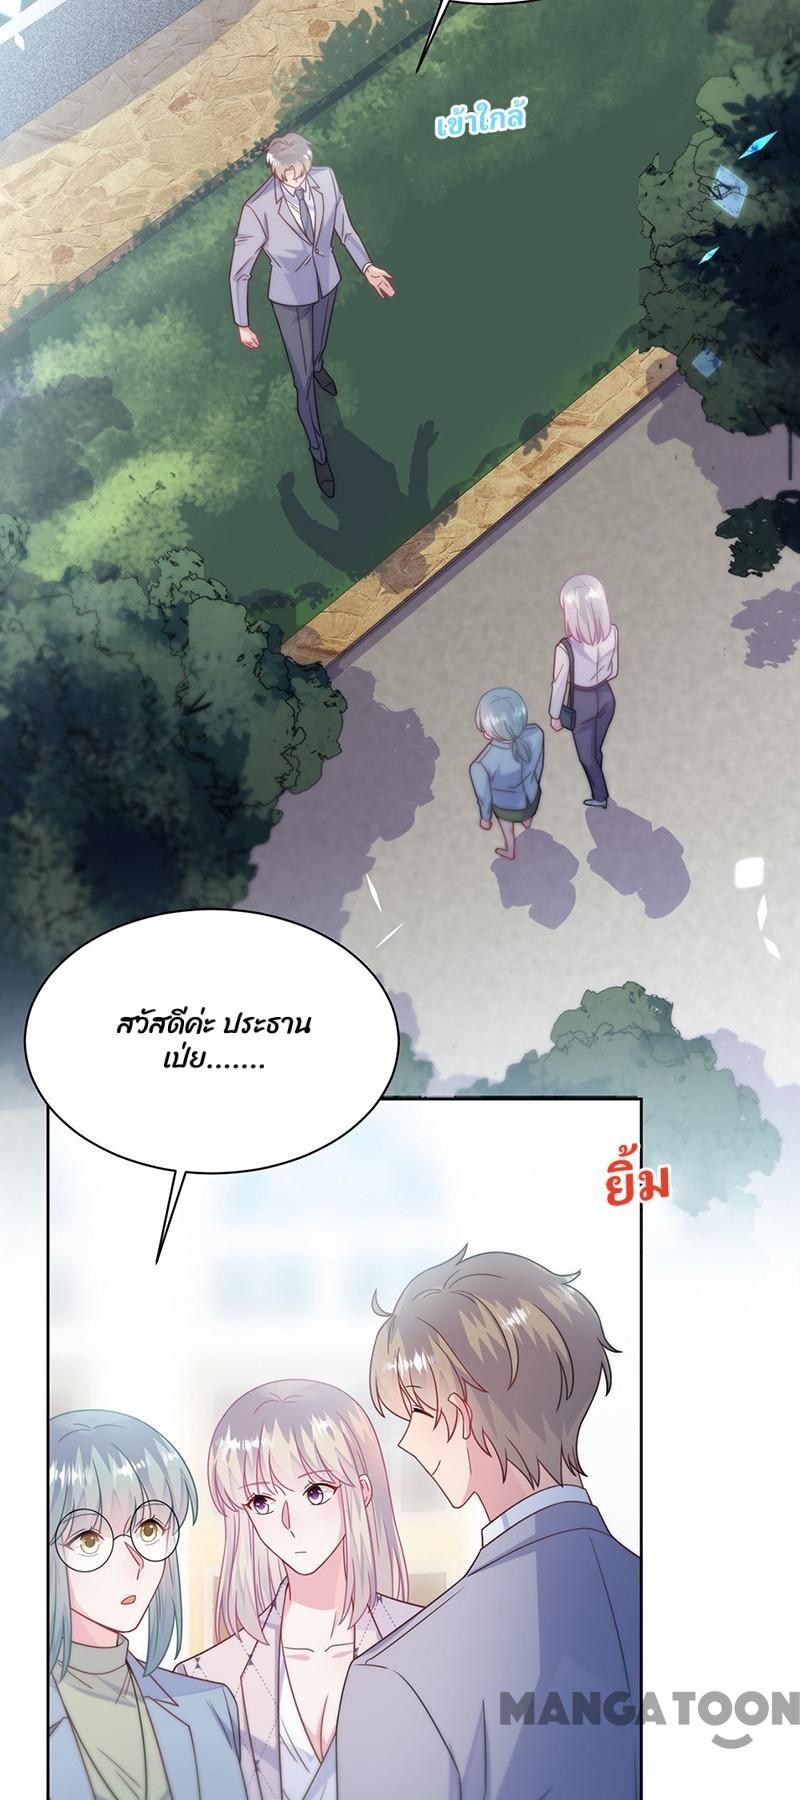 เข้าใกล้
สวัสดีค่ะ ประธาน
เป่ย.......
ยิ้ม
MANGATOON